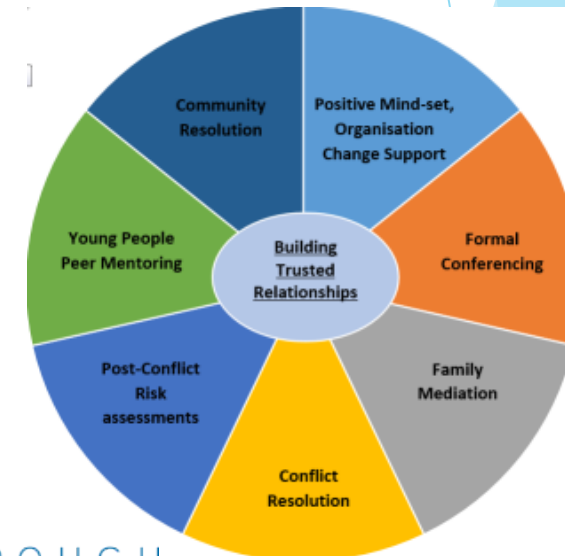 Community
Resolution
Positive Mind-set,
Organisation
Change Support
Young People
Peer Mentoring
Building
Trusted
Relationships
Formal
Conferencing
Post-Conflict
Risk
assessments
Family
Mediation
Conflict
Resolution